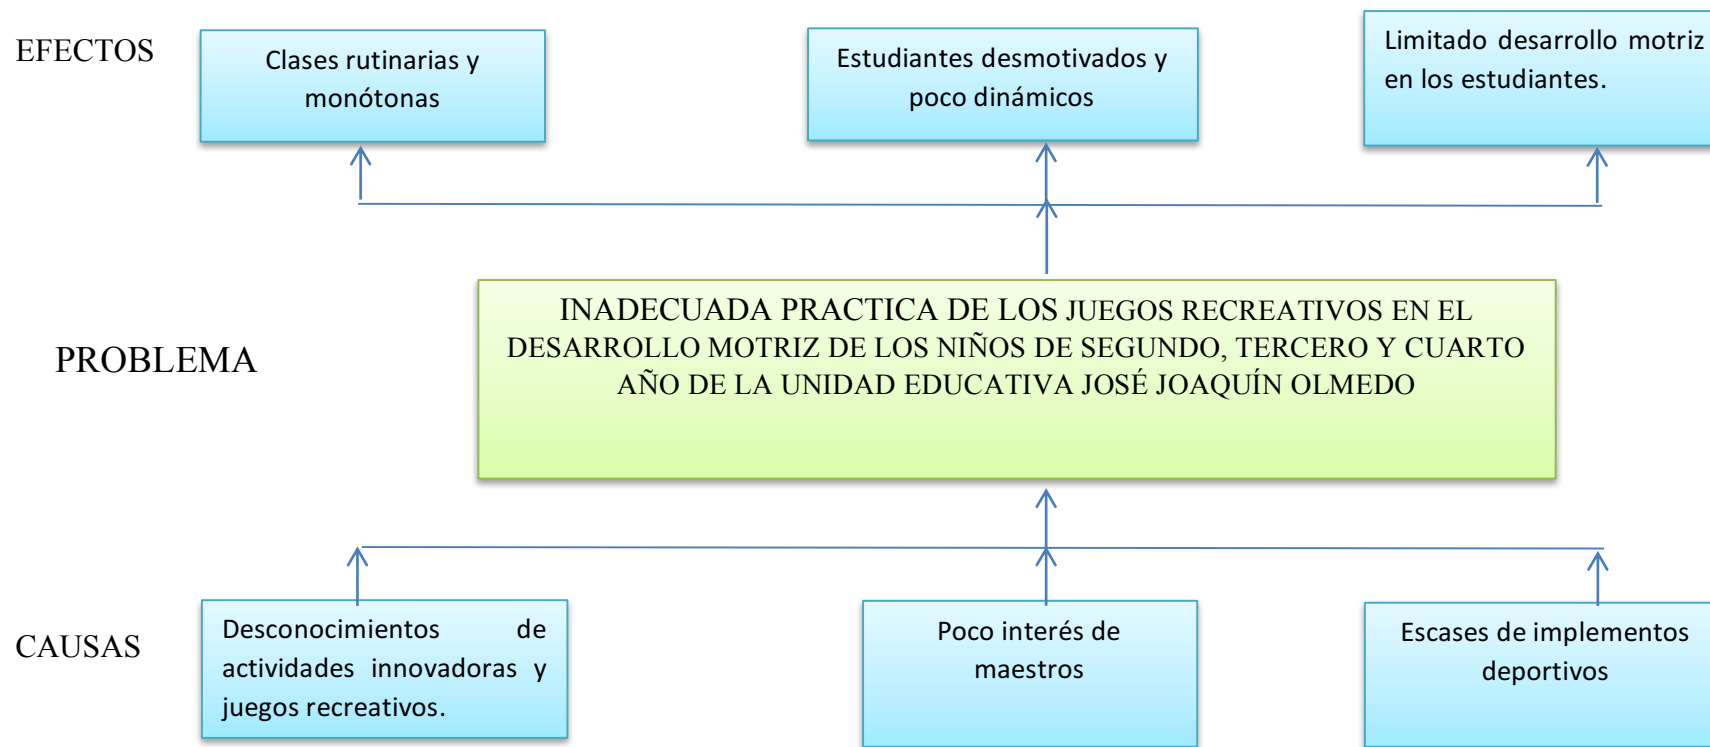 EFECTOS
Clases rutinarias y
monótonas
Estudiantes desmotivados y
poco dinámicos
Limitado desarrollo motriz
en los estudiantes.
PROBLEMA
INADECUADA PRACTICA DE LOS JUEGOS RECREATIVOS EN EL
DESARROLLO MOTRIZ DE LOS NIÑOS DE SEGUNDO, TERCERO Y CUARTO
AÑO DE LA UNIDAD EDUCATIVA JOSÉ JOAQUÍN OLMEDO
CAUSAS
Desconocimientos de
actividades innovadoras y
juegos recreativos.
Poco interés de
maestros
Escases de implementos
deportivos